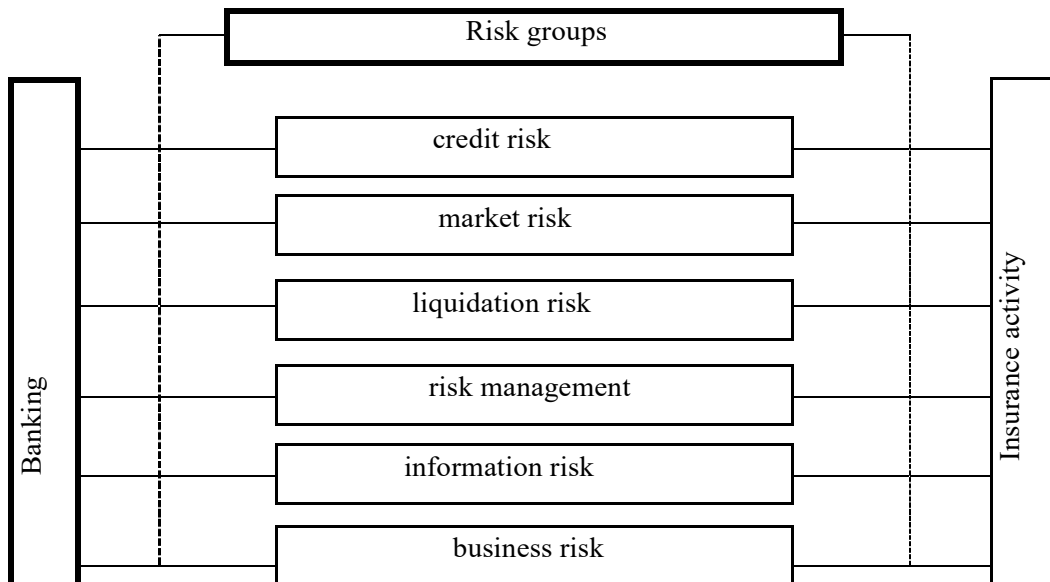 Risk groups
credit risk
market risk
liquidation risk
risk management
information risk
business risk
Banking
Insurance activity